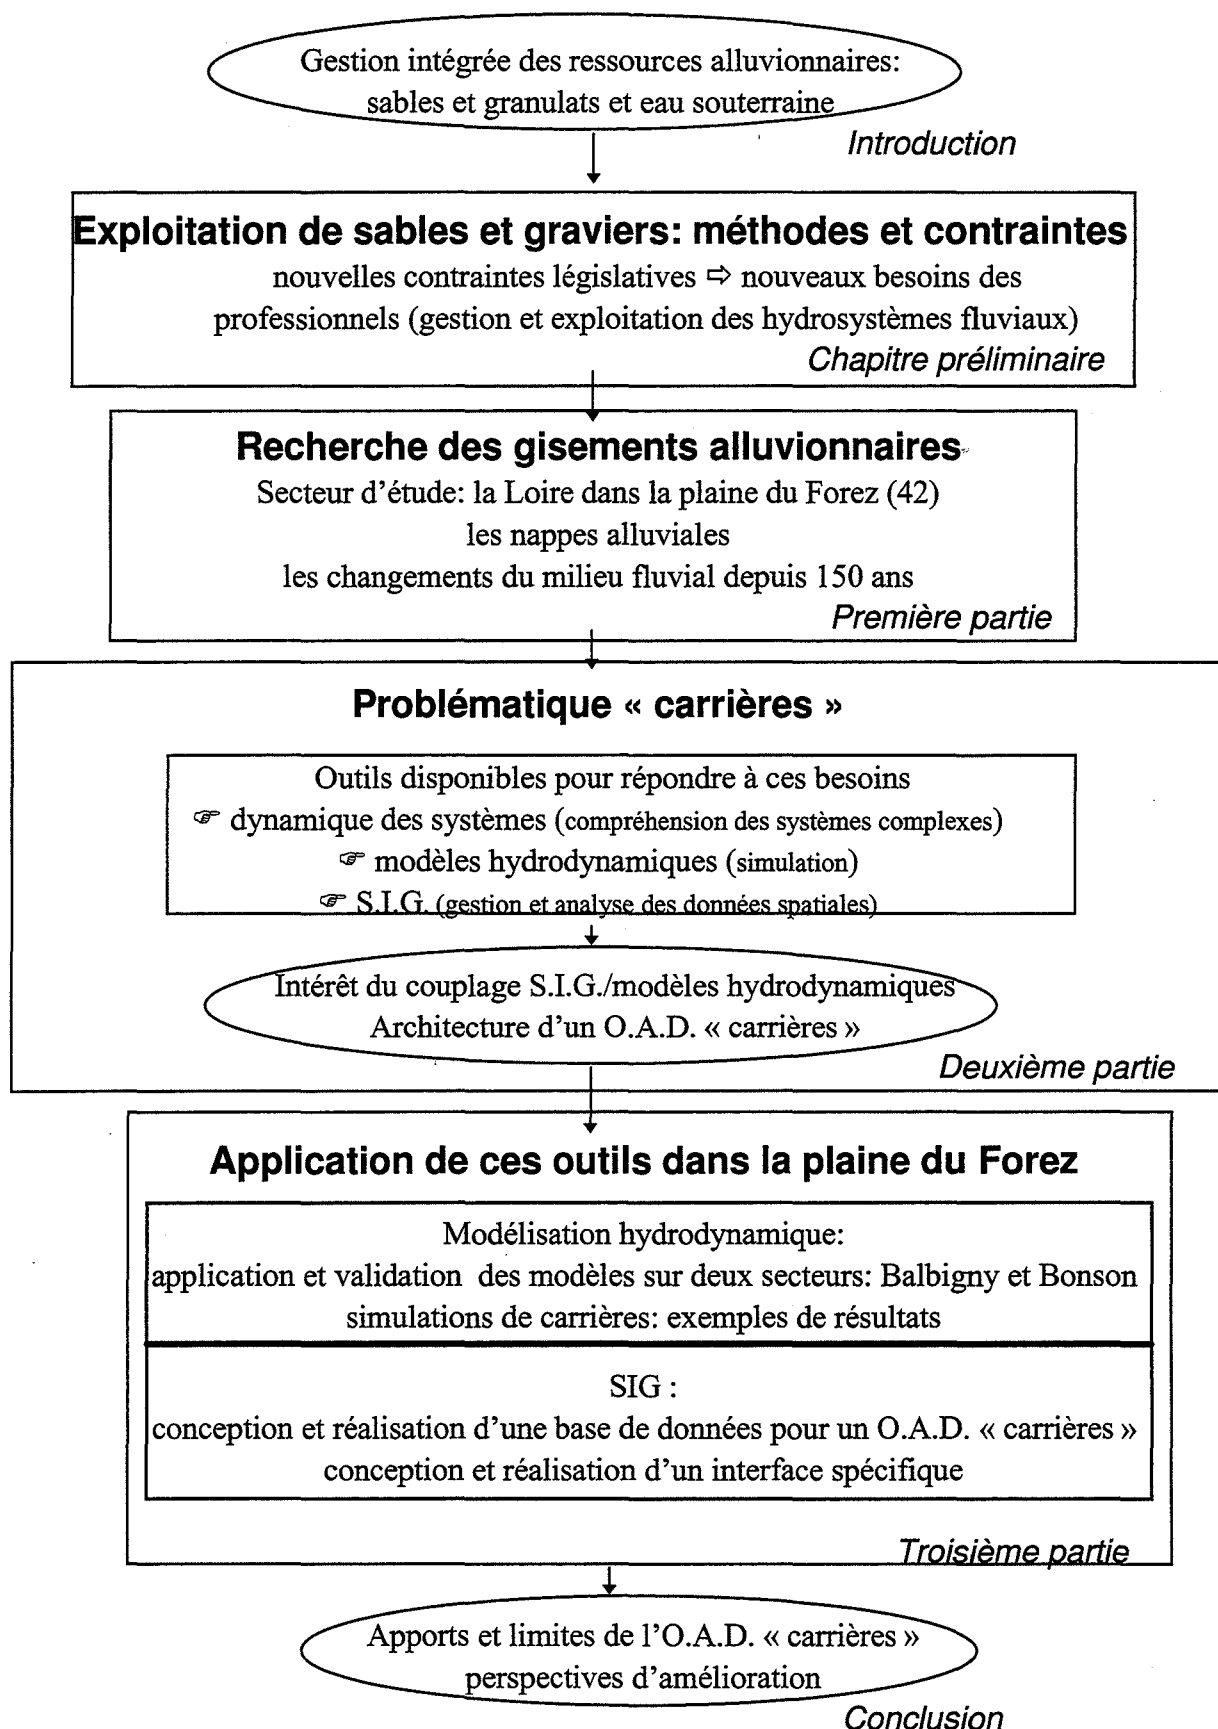 Gestion intégrée des ressources alluvionnaires:
sables et granulats et eau souterraine
Introduction
Exploitation de sables et graviers: méthodes et contraintes
nouvelles contraintes législatives ⇨ nouveaux besoins des
professionnels (gestion et exploitation des hydrosystèmes fluviaux)
Chapitre préliminaire
Recherche des gisements alluvionnaires
Secteur d'étude: la Loire dans la plaine du Forez (42)
les nappes alluviales
les changements du milieu fluvial depuis 150 ans
Première partie
Problématique « carrières »
Outils disponibles pour répondre à ces besoins
☞ dynamique des systèmes (compréhension des systèmes complexes)
☞ modèles hydrodynamiques (simulation)
☞ S.I.G. (gestion et analyse des données spatiales)
Intérêt du couplage S.I.G./modèles hydrodynamiques
Architecture d'un O.A.D. « carrières »
Deuxième partie
Application de ces outils dans la plaine du Forez
Modélisation hydrodynamique:
application et validation des modèles sur deux secteurs: Balbigny et Bonson
simulations de carrières: exemples de résultats
SIG :
conception et réalisation d'une base de données pour un O.A.D. « carrières »
conception et réalisation d'un interface spécifique
Troisième partie
Apports et limites de l'O.A.D. « carrières »
perspectives d'amélioration
Conclusion